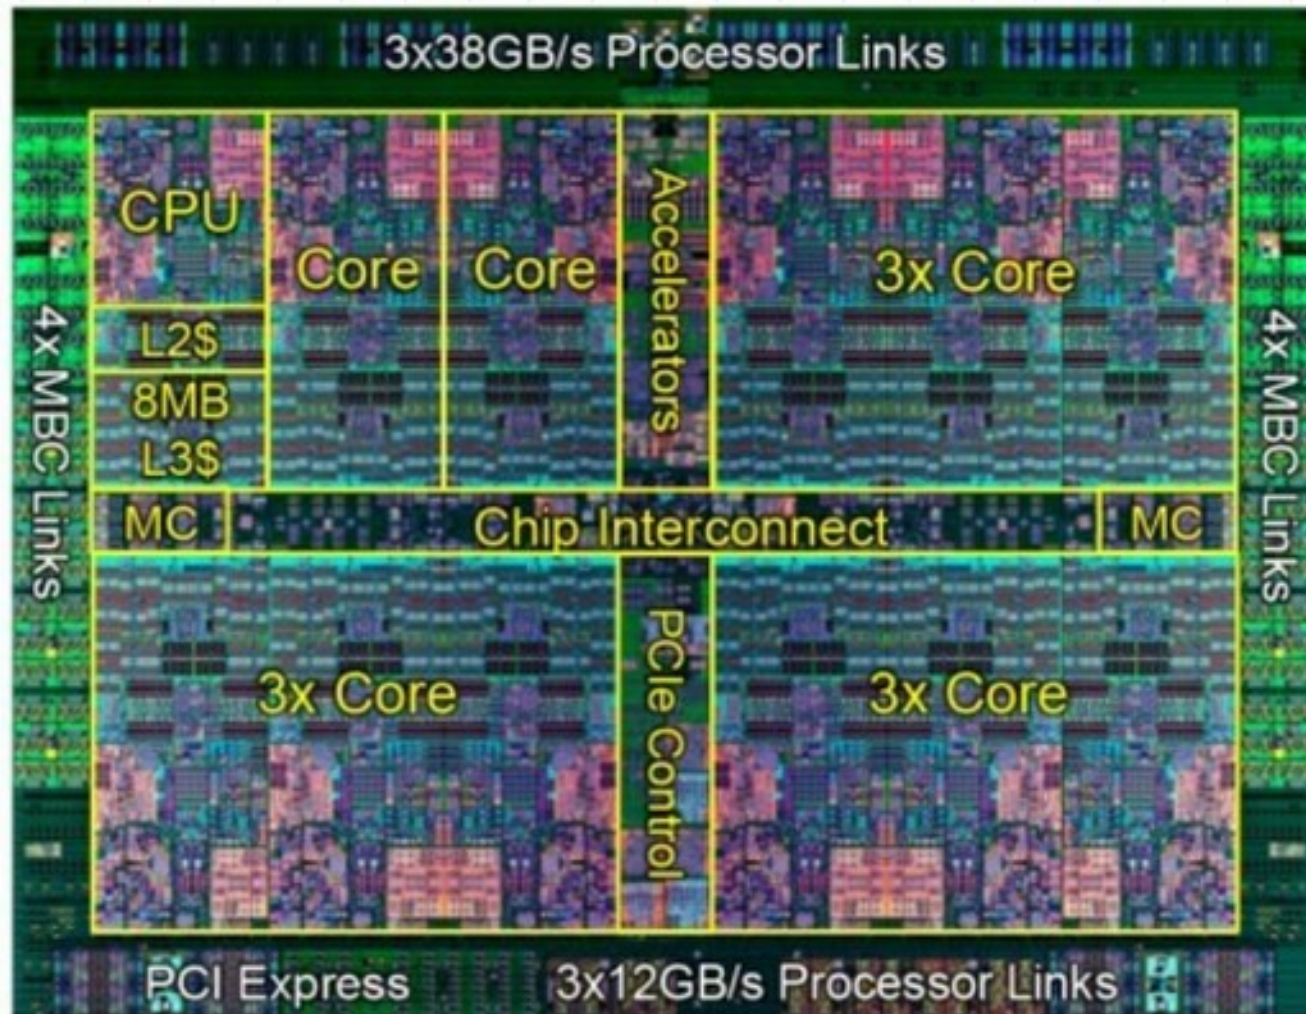 3x38GB/s Processor Links
CPU
Core
Core
Accelerators
3x Core
L2$
8MB
L3$
4x MBC Links
4x MBC Links
MC
Chip Interconnect
MC
3x Core
PCIe Control
3x Core
PCI Express
3x12GB/s Processor Links